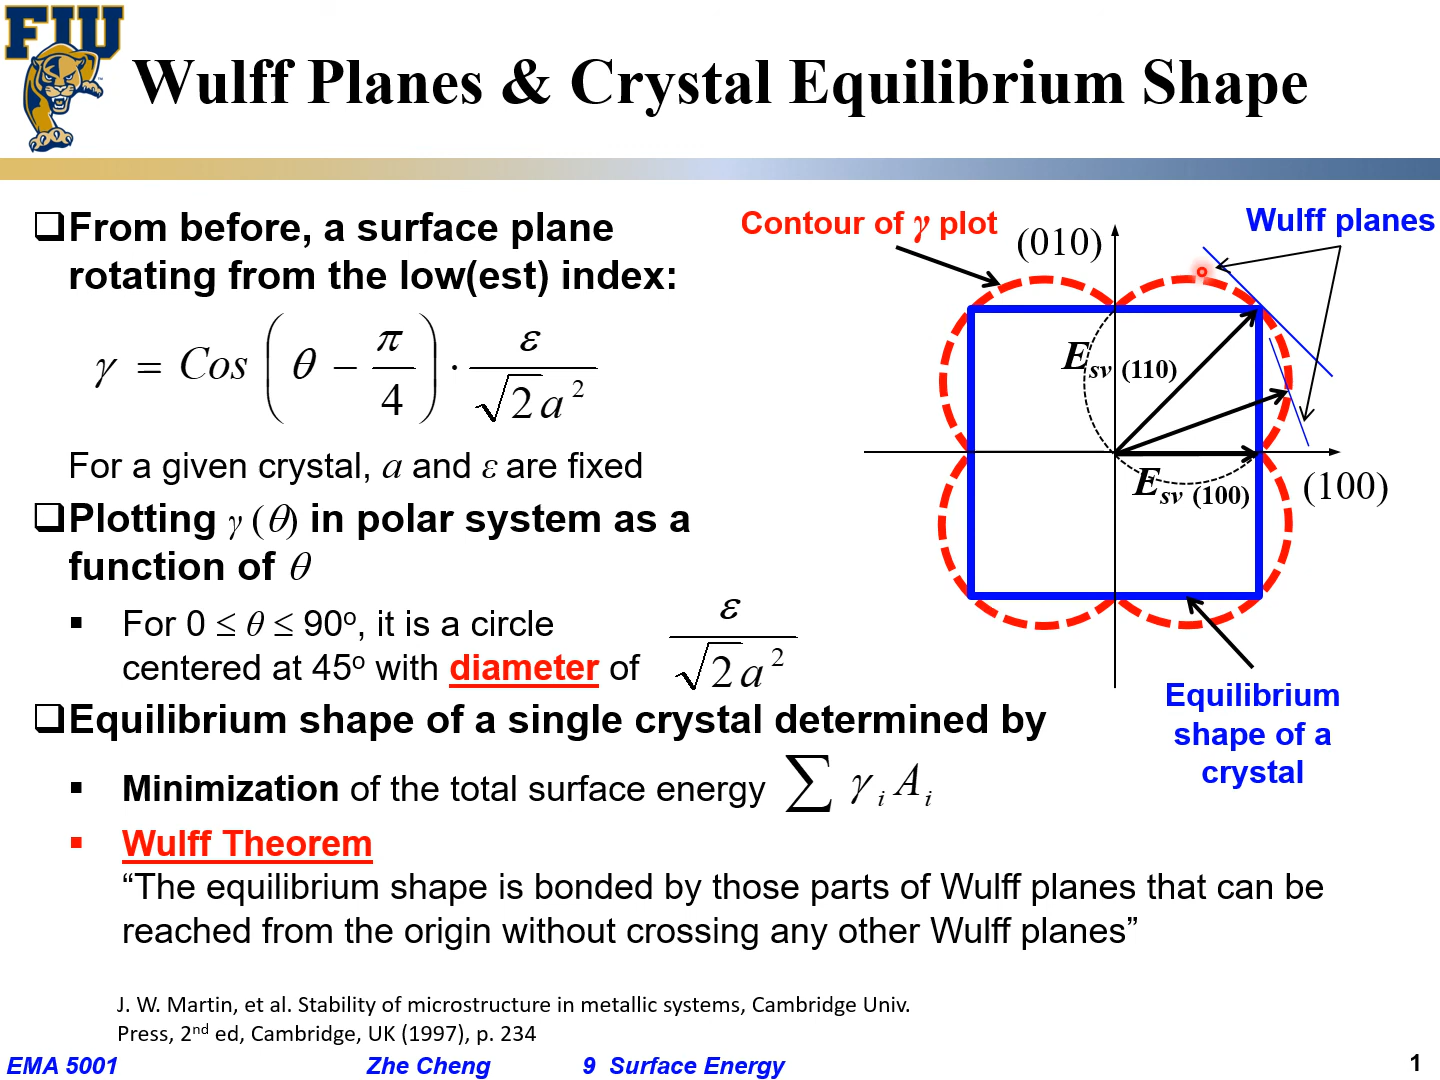 FIU
Wulff Planes & Crystal Equilibrium Shape
❑From before, a surface plane
rotating from the low(est) index:
γ = Cos ( θ − π/4 ) · ε / √2 a²
For a given crystal, a and ε are fixed
❑Plotting γ (θ) in polar system as a
function of θ
▪ For 0 ≤ θ ≤ 90º, it is a circle
centered at 45º with diameter of ε / √2 a²
❑Equilibrium shape of a single crystal determined by
▪ Minimization of the total surface energy ∑ γ i A i
▪ Wulff Theorem
“The equilibrium shape is bonded by those parts of Wulff planes that can be
reached from the origin without crossing any other Wulff planes”
Contour of γ plot
(010)
Wulff planes
E sv (110)
E sv (100)
(100)
Equilibrium
shape of a
crystal
J. W. Martin, et al. Stability of microstructure in metallic systems, Cambridge Univ.
Press, 2nd ed, Cambridge, UK (1997), p. 234
EMA 5001 Zhe Cheng 9 Surface Energy 1